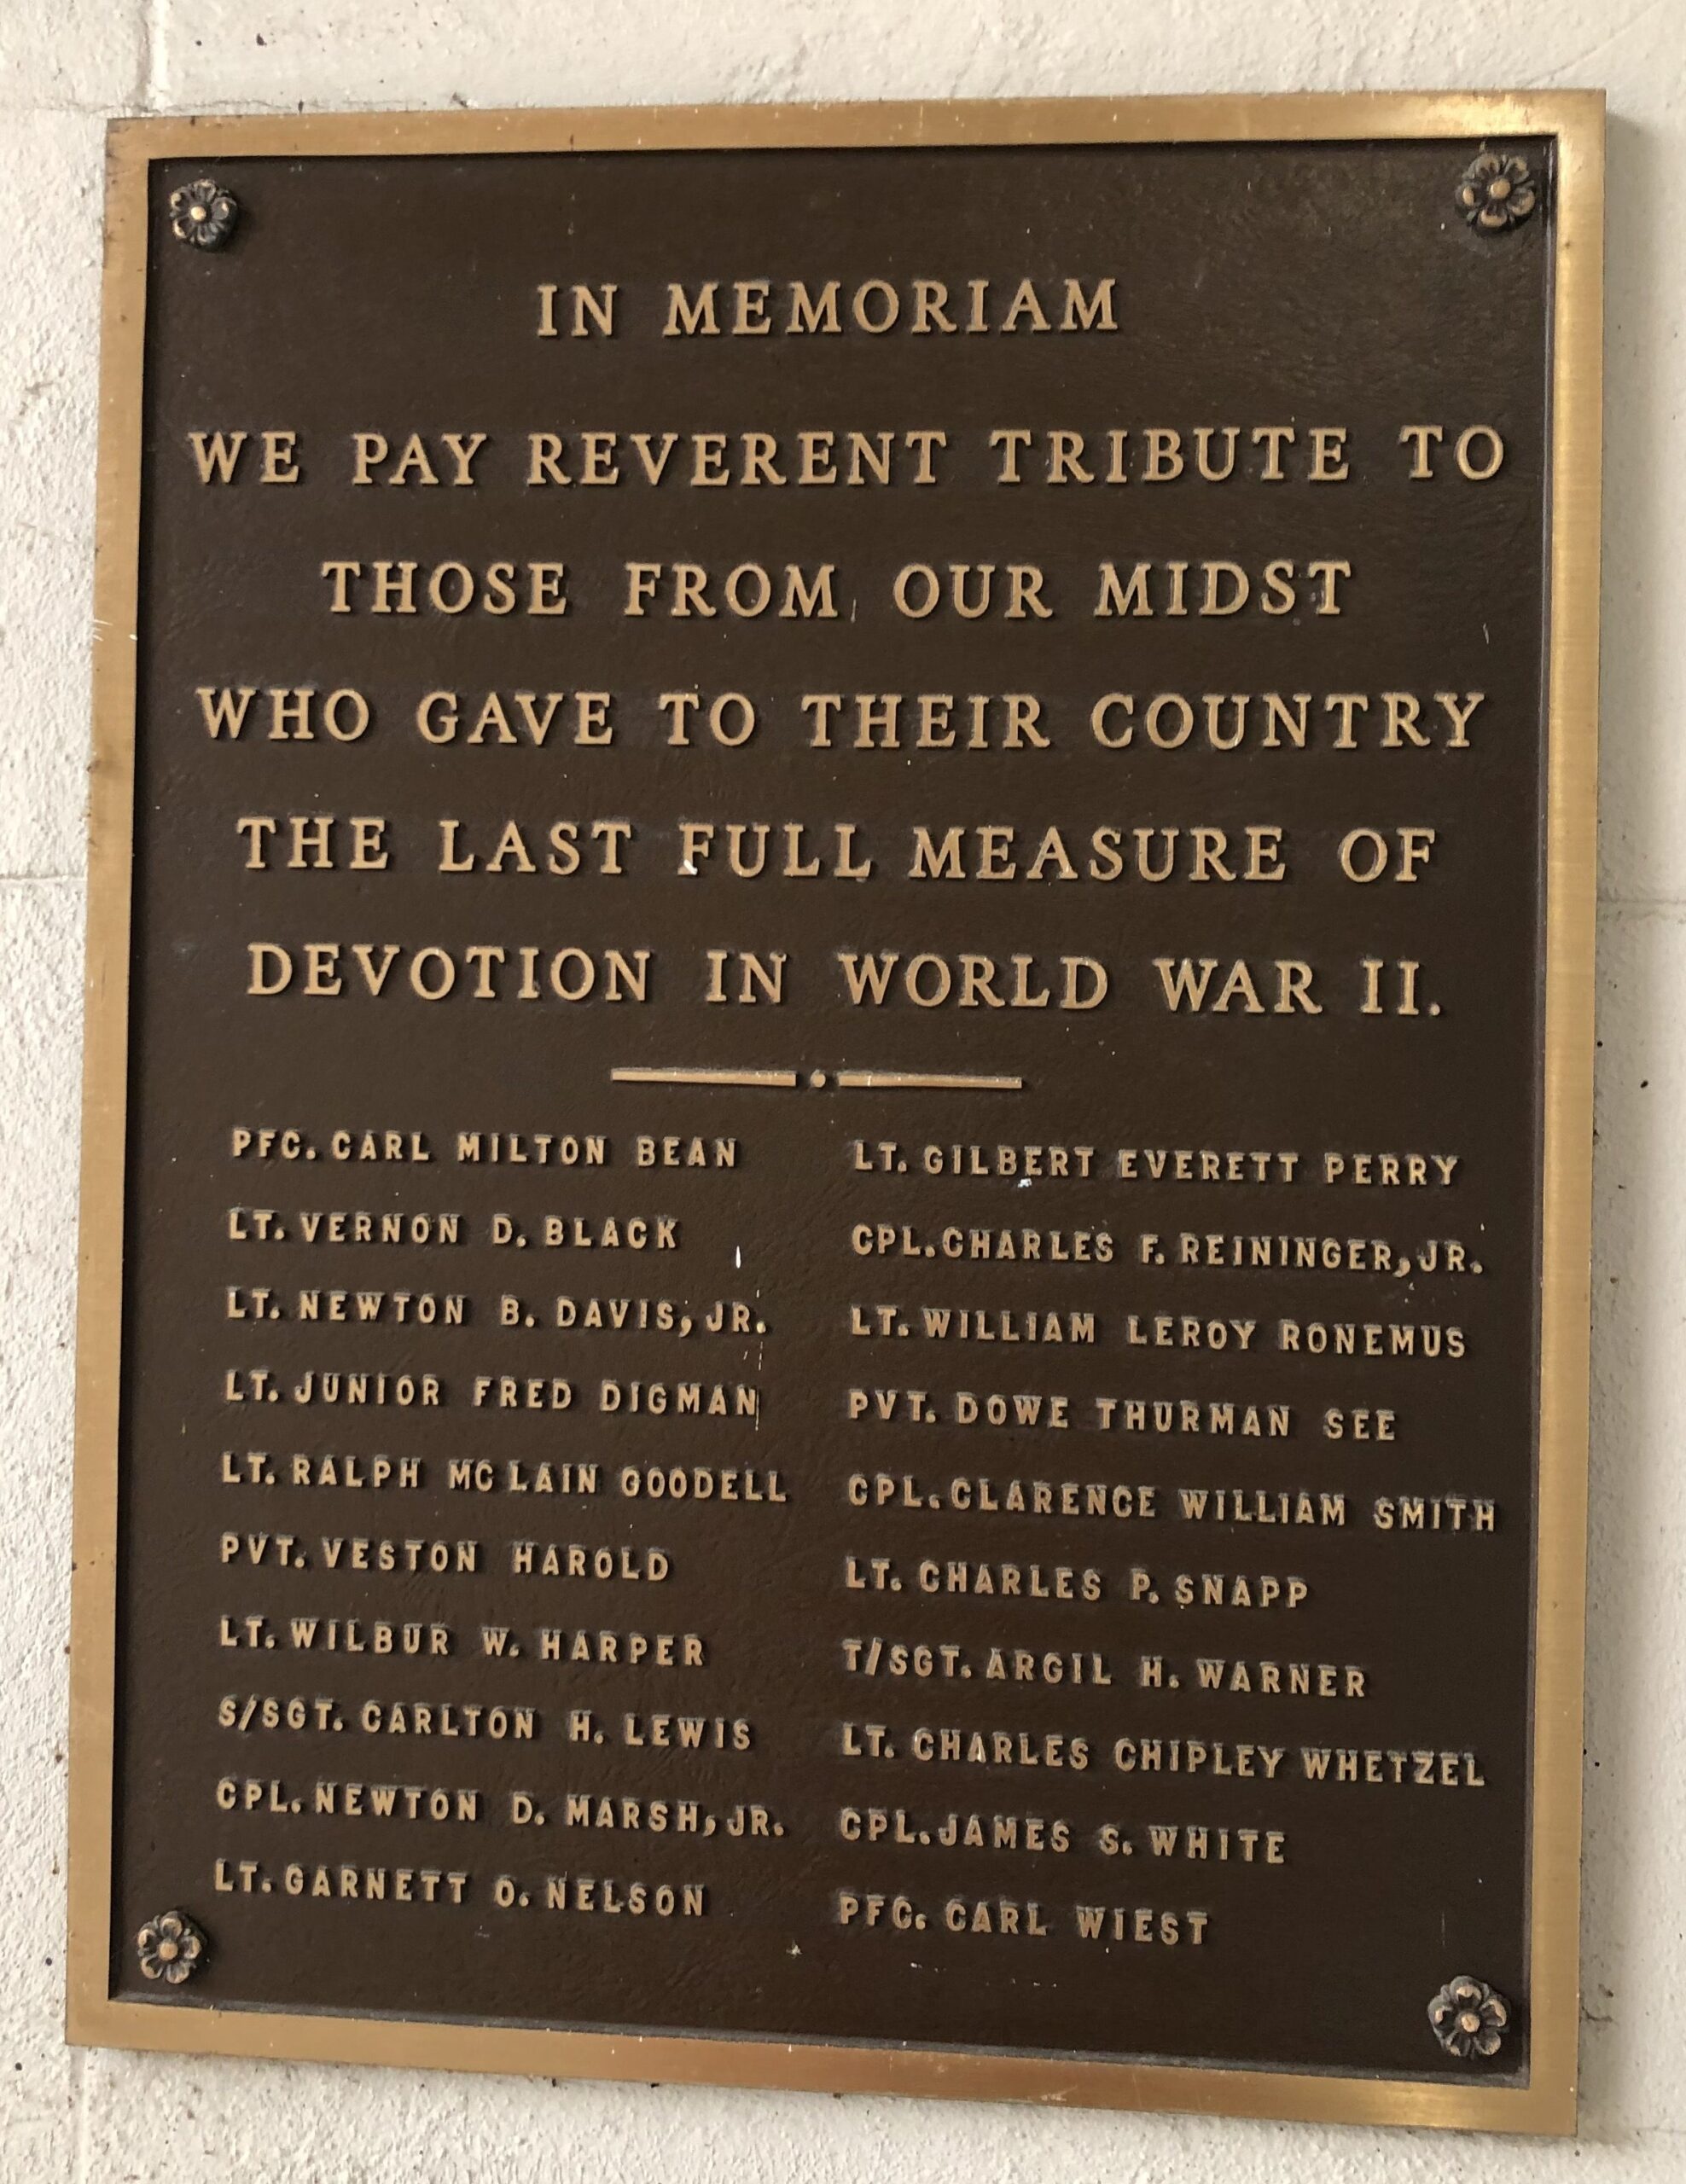 IN MEMORIAM
WE PAY REVERENT TRIBUTE TO
THOSE FROM OUR MIDST
WHO GAVE TO THEIR COUNTRY
THE LAST FULL MEASURE OF
DEVOTION IN WORLD WAR II.
PFC. CARL MILTON BEAN
LT. VERNON D. BLACK
LT. NEWTON B. DAVIS, JR.
LT. JUNIOR FRED DIGMAN
LT. RALPH MC LAIN GOODELL
PVT. VESTON HAROLD
LT. WILBUR W. HARPER
S/SGT. CARLTON H. LEWIS
CPL. NEWTON D. MARSH, JR.
LT. GARNETT O. NELSON
LT. GILBERT EVERETT PERRY
CPL. CHARLES F. REININGER, JR.
LT. WILLIAM LEROY RONEMUS
PVT. DOWE THURMAN SEE
CPL. CLARENCE WILLIAM SMITH
LT. CHARLES P. SNAPP
T/SGT. ARGIL H. WARNER
LT. CHARLES CHIPLEY WHETZEL
CPL. JAMES S. WHITE
PFC. CARL WIEST